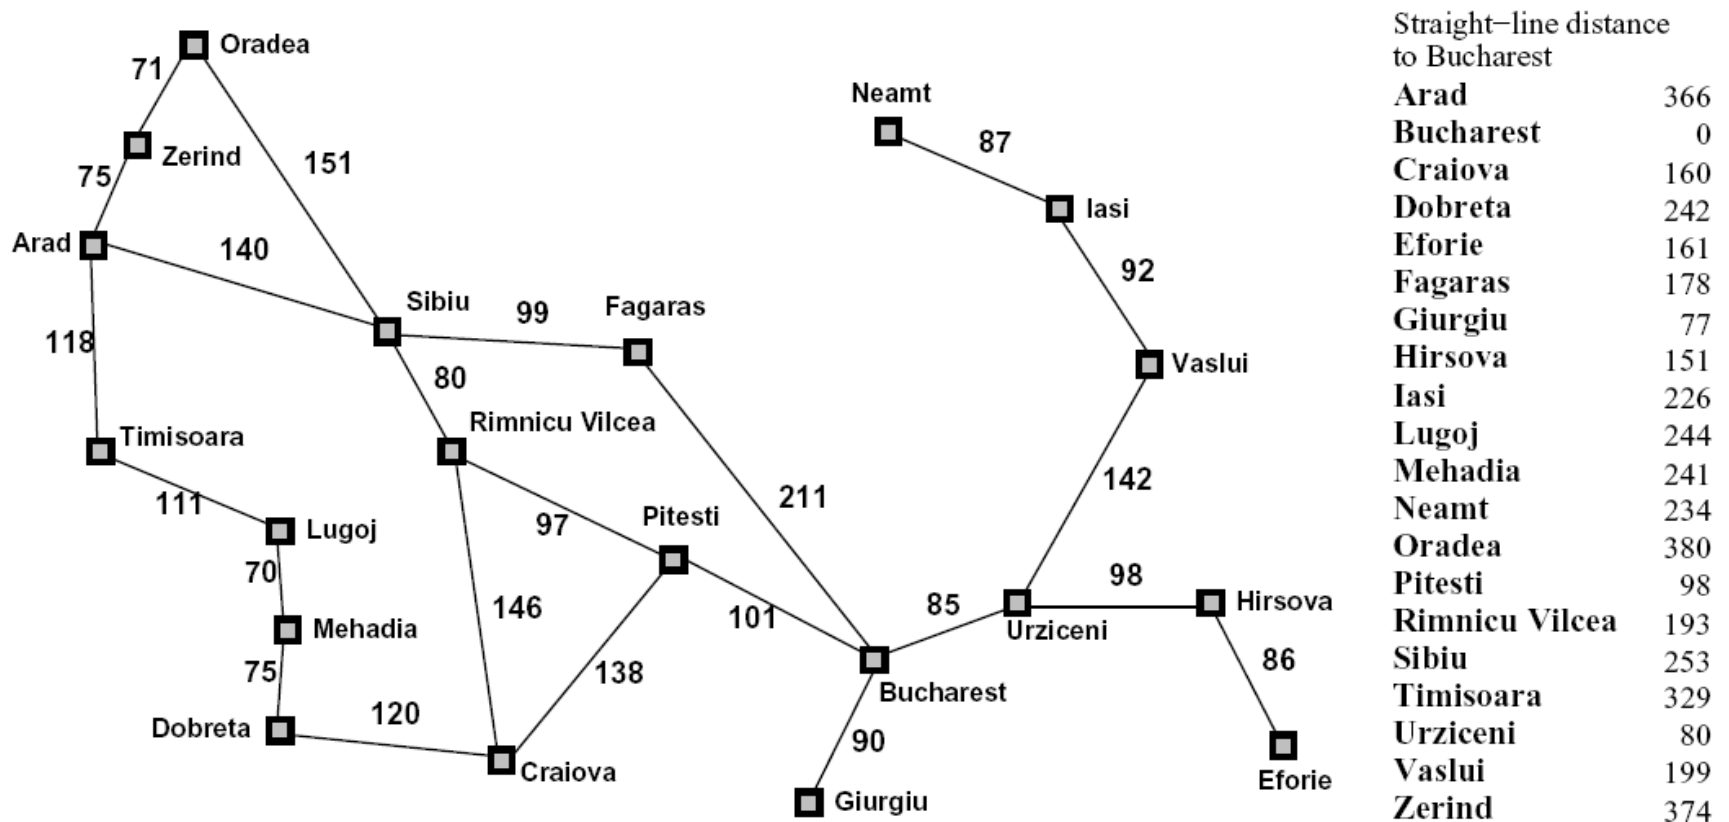 Oradea
71
Neamt
87
Zerind
151
75
Iasi
Arad
140
92
Sibiu
99
Fagaras
118
80
Vaslui
Timisoara
Rimnicu Vilcea
142
111
211
Lugoj
97
Pitesti
70
98
Hirsova
146
101
85
Urziceni
Mehadia
138
86
75
Bucharest
Dobreta
120
90
Craiova
Eforie
Giurgiu
Straight–line distance
to Bucharest
Arad 366
Bucharest 0
Craiova 160
Dobreta 242
Eforie 161
Fagaras 178
Giurgiu 77
Hirsova 151
Iasi 226
Lugoj 244
Mehadia 241
Neamt 234
Oradea 380
Pitesti 98
Rimnicu Vilcea 193
Sibiu 253
Timisoara 329
Urziceni 80
Vaslui 199
Zerind 374